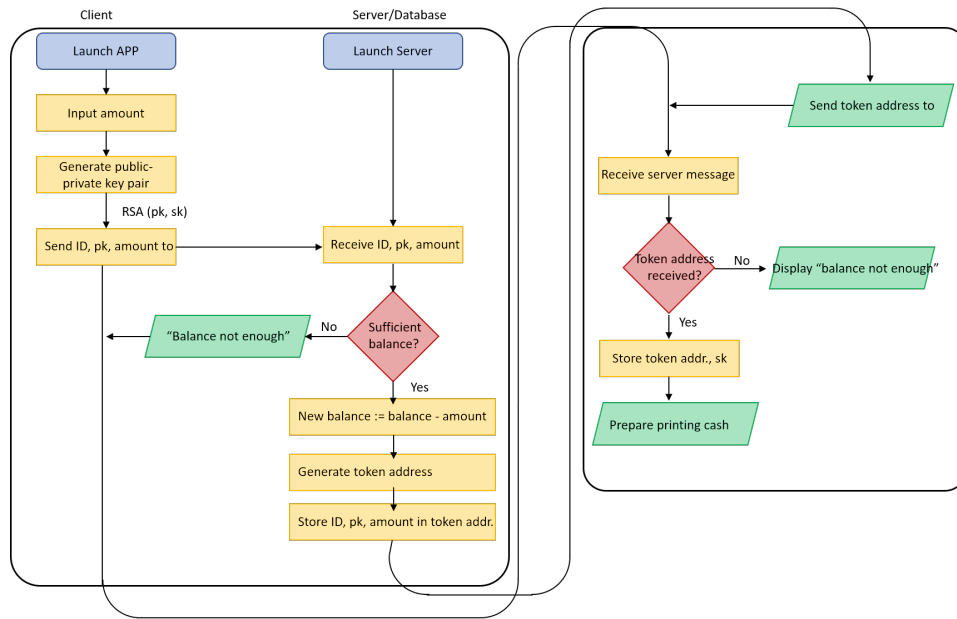 Client
Server/Database
Launch APP
Launch Server
Input amount
Send token address to
Generate public-
private key pair
Receive server message
RSA (pk, sk)
Send ID, pk, amount to
Receive ID, pk, amount
Token address
received?
No
Display “balance not enough”
“Balance not enough”
No
Sufficient
balance?
Yes
Store token addr., sk
Yes
New balance := balance - amount
Prepare printing cash
Generate token address
Store ID, pk, amount in token addr.